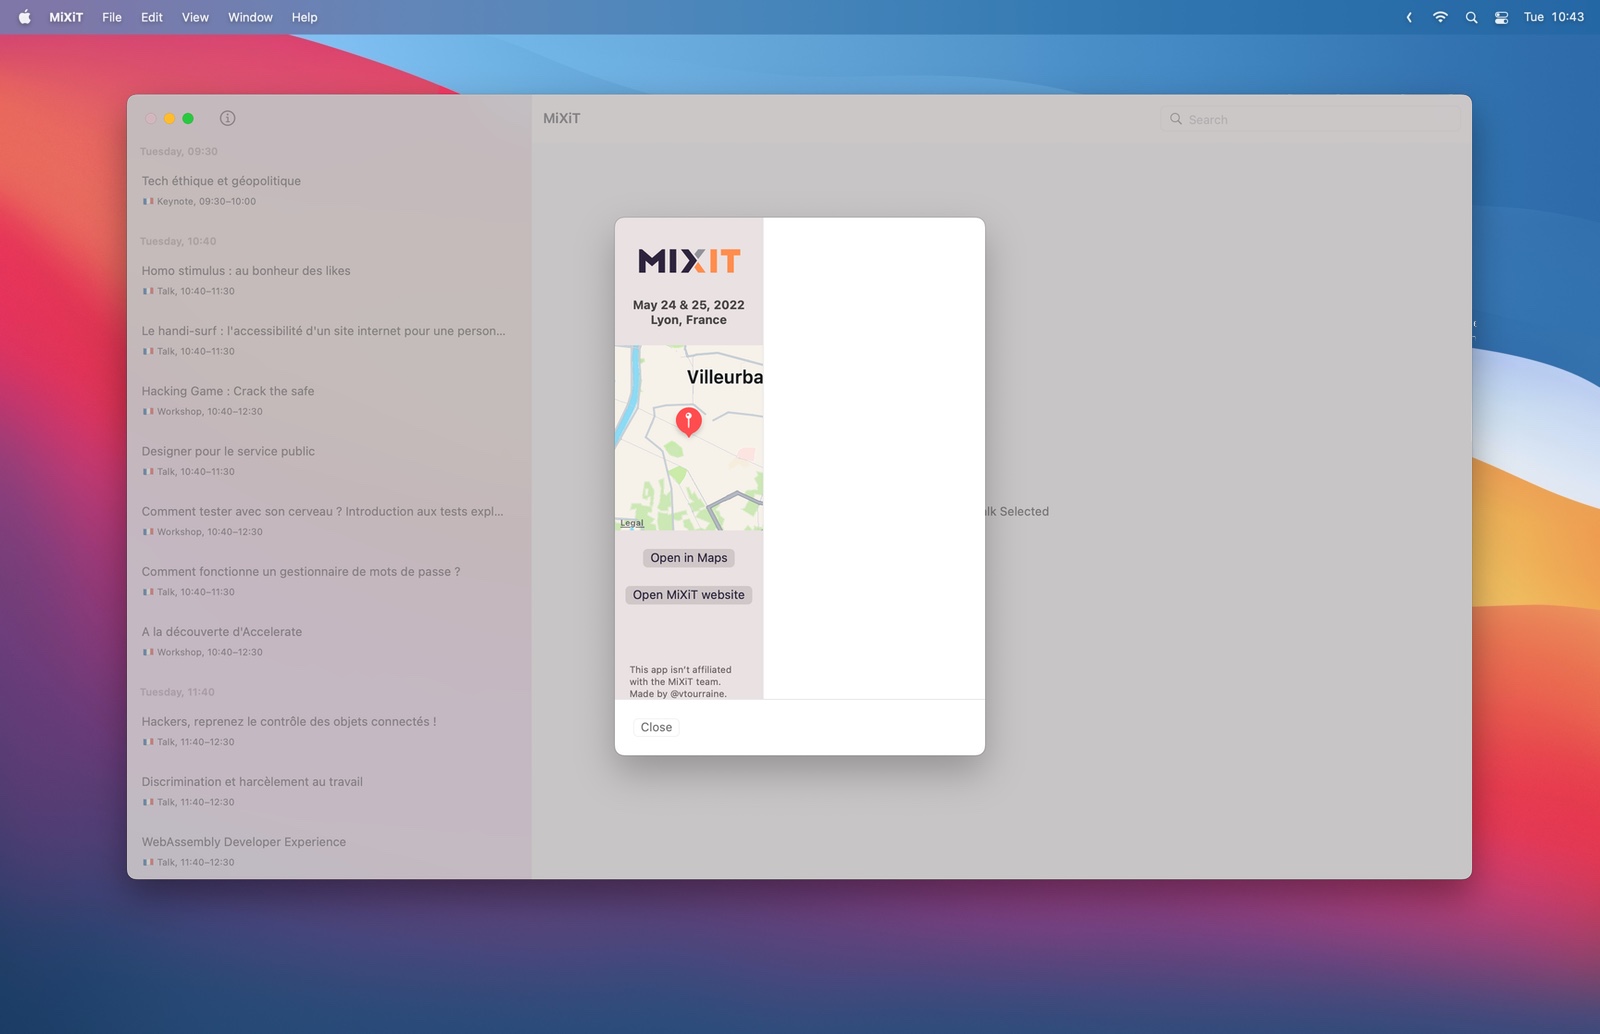 MiXiT File Edit View Window Help
Tue 10:43
MiXiT
Search
Tuesday, 09:30
Tech éthique et géopolitique
Keynote, 09:30–10:00
Tuesday, 10:40
Homo stimulus : au bonheur des likes
Talk, 10:40–11:30
Le handi-surf : l'accessibilité d'un site internet pour une person...
Talk, 10:40–11:30
Hacking Game : Crack the safe
Workshop, 10:40–12:30
Designer pour le service public
Talk, 10:40–11:30
Comment tester avec son cerveau ? Introduction aux tests expl...
Workshop, 10:40–12:30
Comment fonctionne un gestionnaire de mots de passe ?
Talk, 10:40–11:30
A la découverte d'Accelerate
Workshop, 10:40–12:30
Tuesday, 11:40
Hackers, reprenez le contrôle des objets connectés !
Talk, 11:40–12:30
Discrimination et harcèlement au travail
Talk, 11:40–12:30
WebAssembly Developer Experience
Talk, 11:40–12:30
MIXIT
May 24 & 25, 2022
Lyon, France
Villeurba
Legal
Open in Maps
Open MiXiT website
This app isn't affiliated
with the MiXiT team.
Made by @vtourraine.
Close
lk Selected